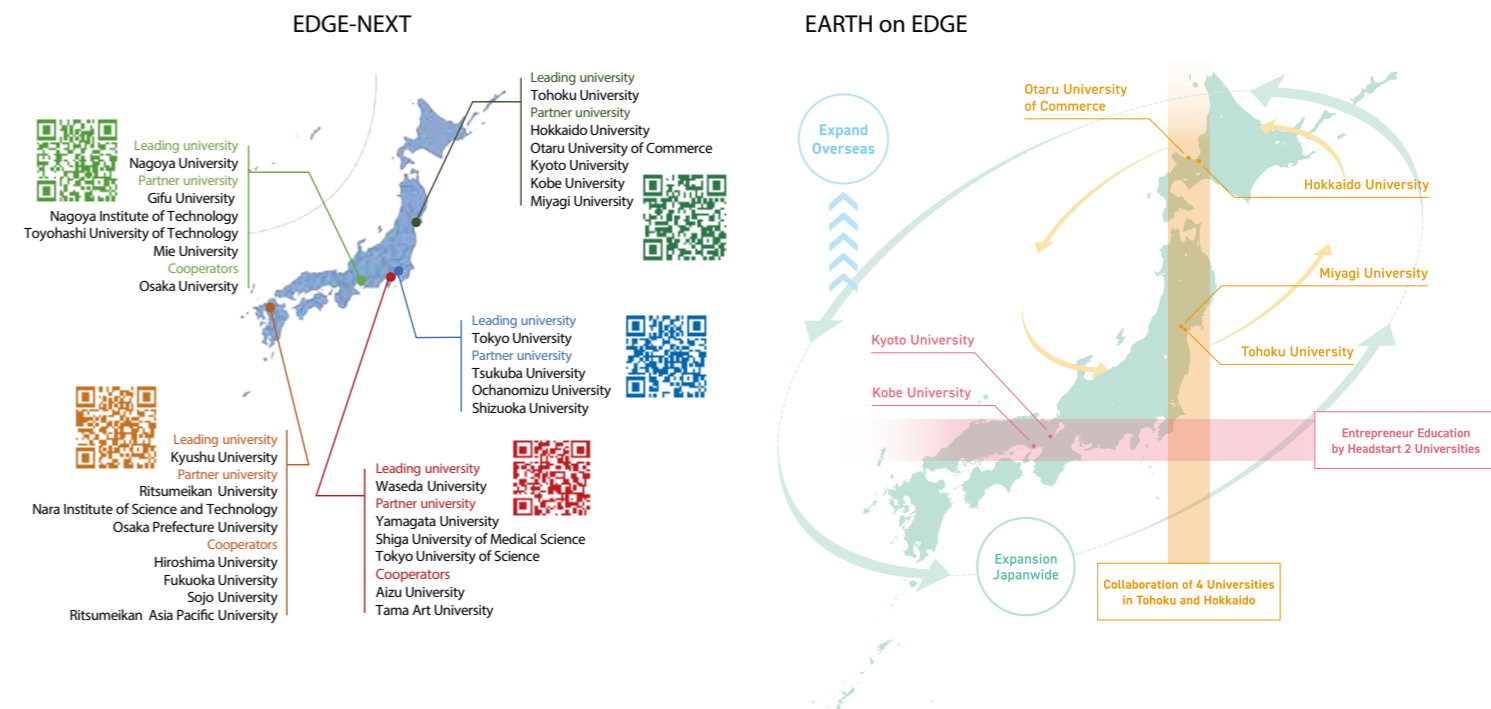 EDGE-NEXT
Leading university
Tohoku University
Partner university
Hokkaido University
Otaru University of Commerce
Kyoto University
Kobe University
Miyagi University
Leading university
Nagoya University
Partner university
Gifu University
Nagoya Institute of Technology
Toyohashi University of Technology
Mie University
Cooperators
Osaka University
Leading university
Tokyo University
Partner university
Tsukuba University
Ochanomizu University
Shizuoka University
Leading university
Kyushu University
Partner university
Ritsumeikan University
Nara Institute of Science and Technology
Osaka Prefecture University
Cooperators
Hiroshima University
Fukuoka University
Sojo University
Ritsumeikan Asia Pacific University
Leading university
Waseda University
Partner university
Yamagata University
Shiga University of Medical Science
Tokyo University of Science
Cooperators
Aizu University
Tama Art University
EARTH on EDGE
Otaru University
of Commerce
Expand
Overseas
Hokkaido University
Miyagi University
Tohoku University
Kyoto University
Kobe University
Entrepreneur Education
by Headstart 2 Universities
Expansion
Japanwide
Collaboration of 4 Universities
in Tohoku and Hokkaido